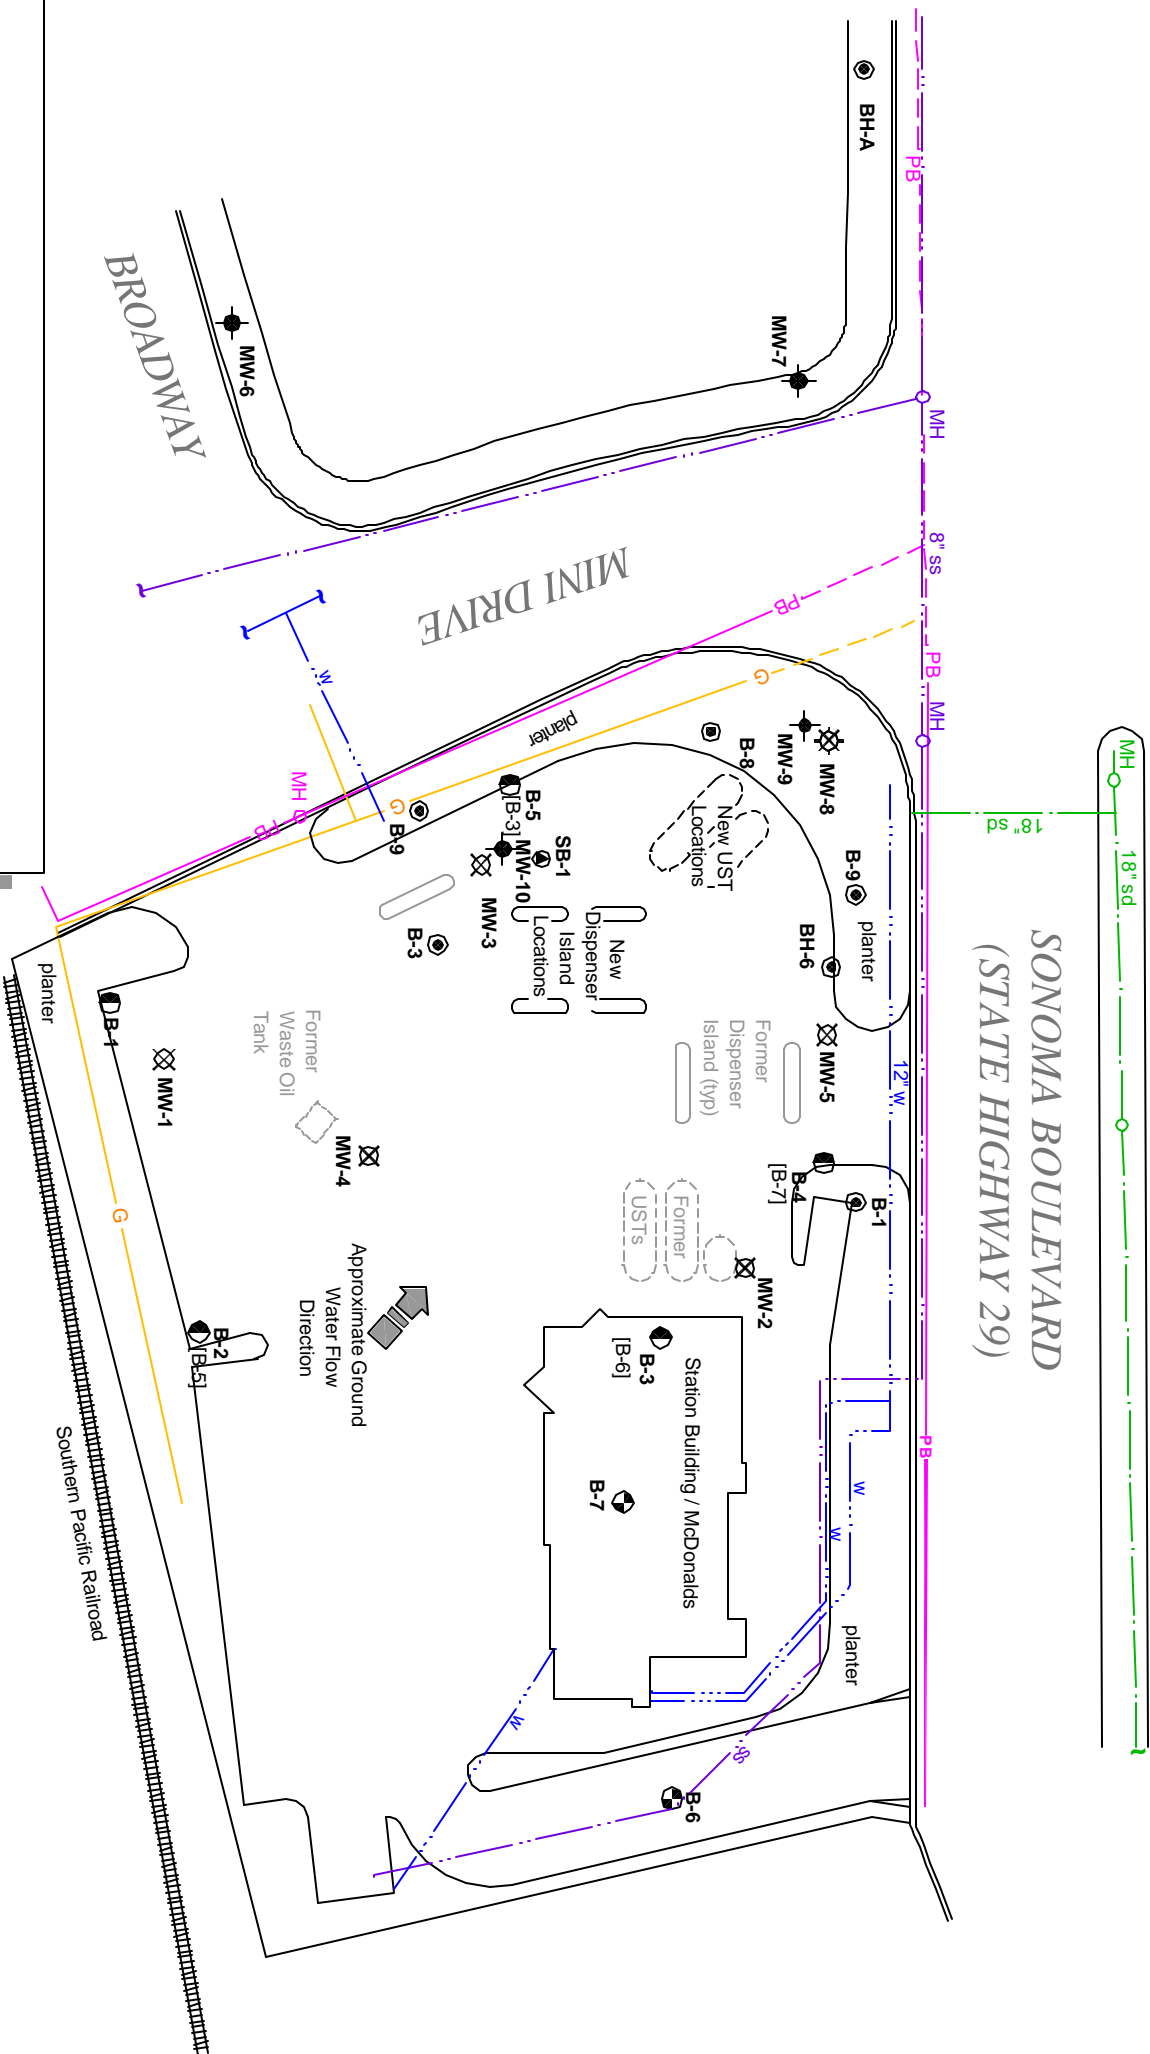 SONOMA BOULEVARD
(STATE HIGHWAY 29)
MH
18" sd
18" sd
PB
MH
8" ss
PB
MH
PB
BH-A
BROADWAY
MW-6
MW-7
MINI DRIVE
PB
G
w
planter
MH
PB
G
B-9
B-5
[B-3]
B-8
MW-9
MW-8
New UST
Locations
B-9
planter
BH-6
SB-1
MW-10
MW-3
B-3
New
Dispenser
Island
Locations
12" w
MW-5
Former
Dispenser
Island (typ)
planter
B-1
MW-1
Former
Waste Oil
Tank
MW-4
B-4
[B-7]
B-1
Former
USTs
MW-2
G
Approximate Ground
Water Flow
Direction
B-2
[B-5]
B-3
[B-6]
Station Building / McDonalds
B-7
w
w
planter
w
ss
B-6
Southern Pacific Railroad